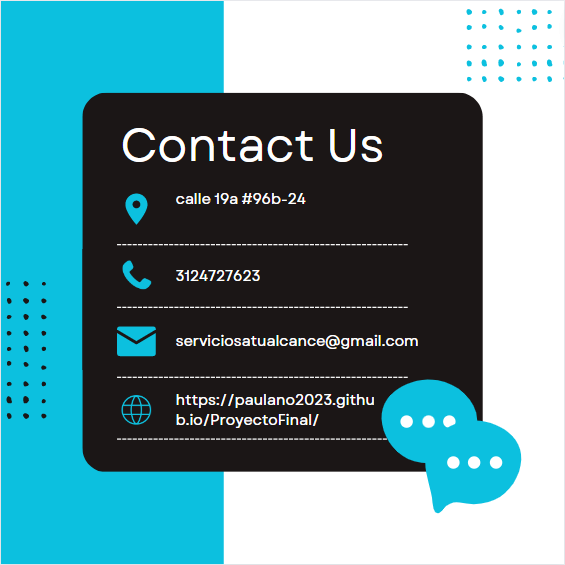 Contact Us
calle 19a #96b-24
3124727623
serviciosatualcance@gmail.com
https://paulano2023.githu
b.io/ProyectoFinal/